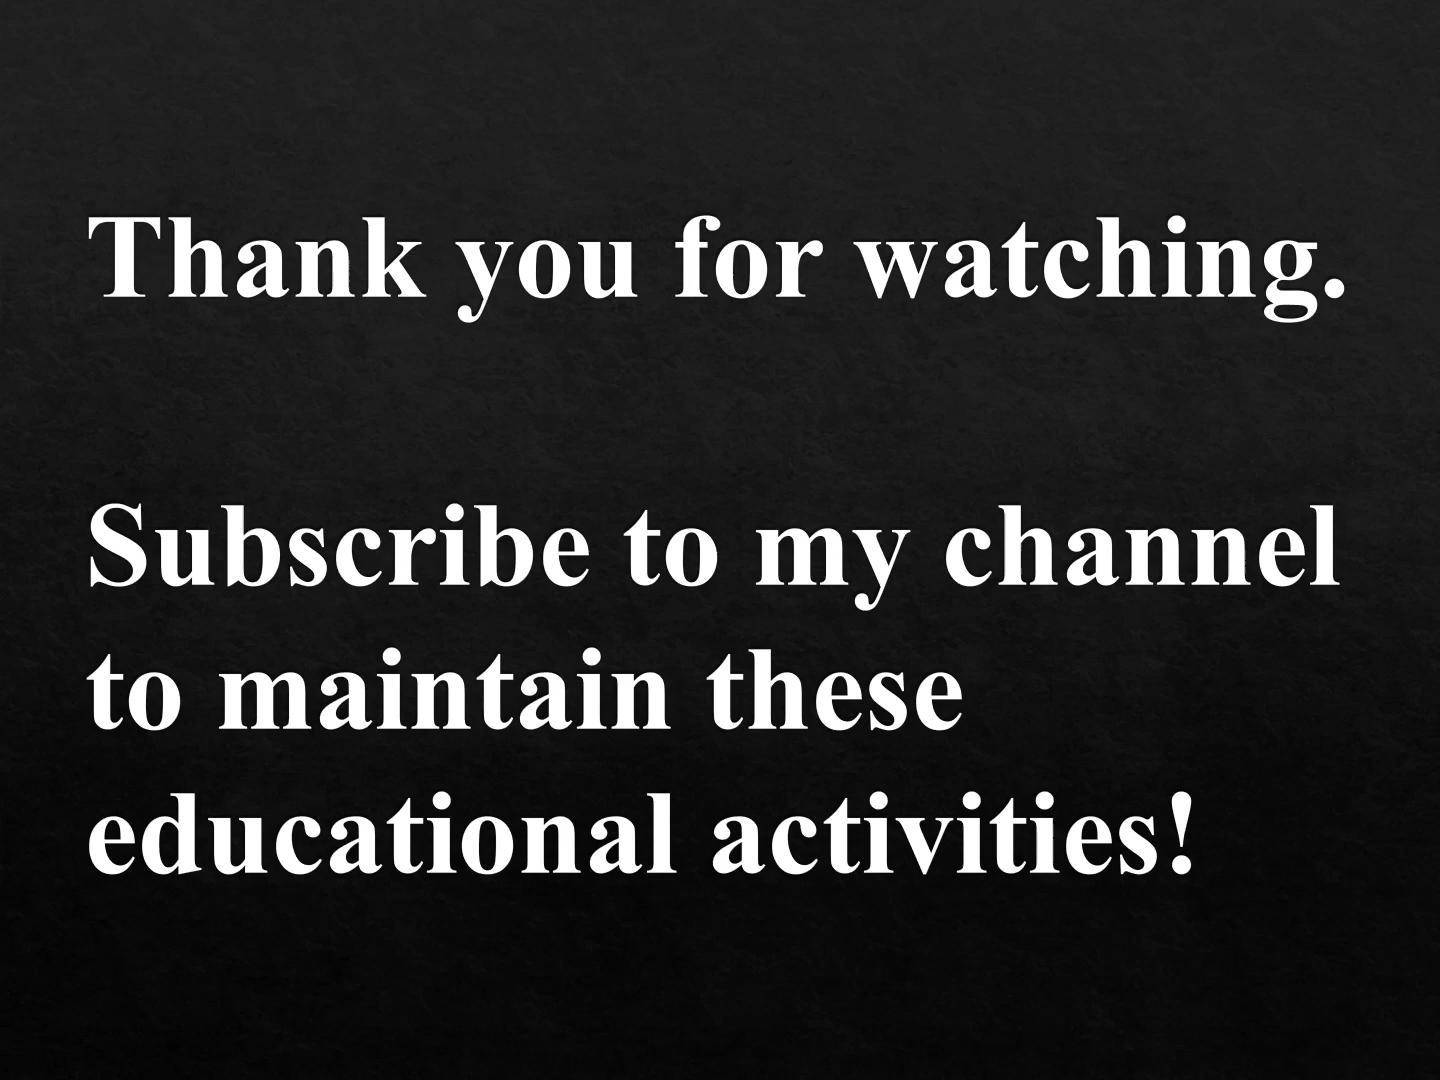 Thank you for watching.
Subscribe to my channel
to maintain these
educational activities!